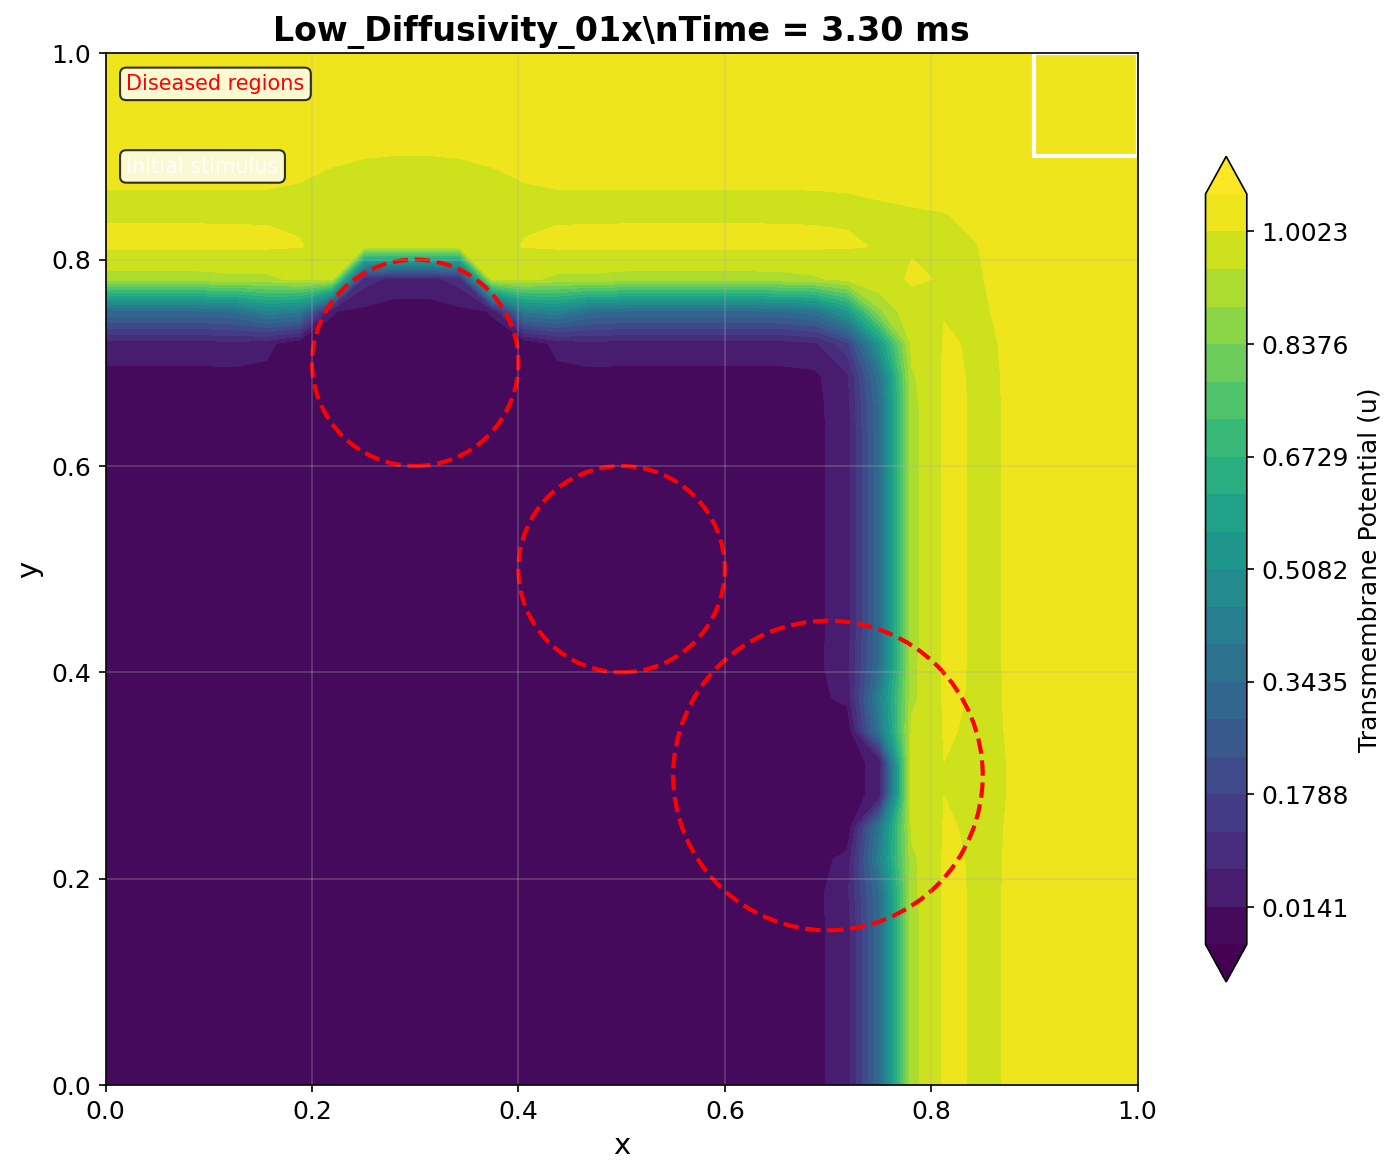 Low_Diffusivity_01x\nTime = 3.30 ms
Diseased regions
Initial stimulus
1.0
0.8
0.6
0.4
0.2
0.0
y
0.0 0.2 0.4 0.6 0.8 1.0
x
1.0023
0.8376
0.6729
0.5082
0.3435
0.1788
0.0141
Transmembrane Potential (u)